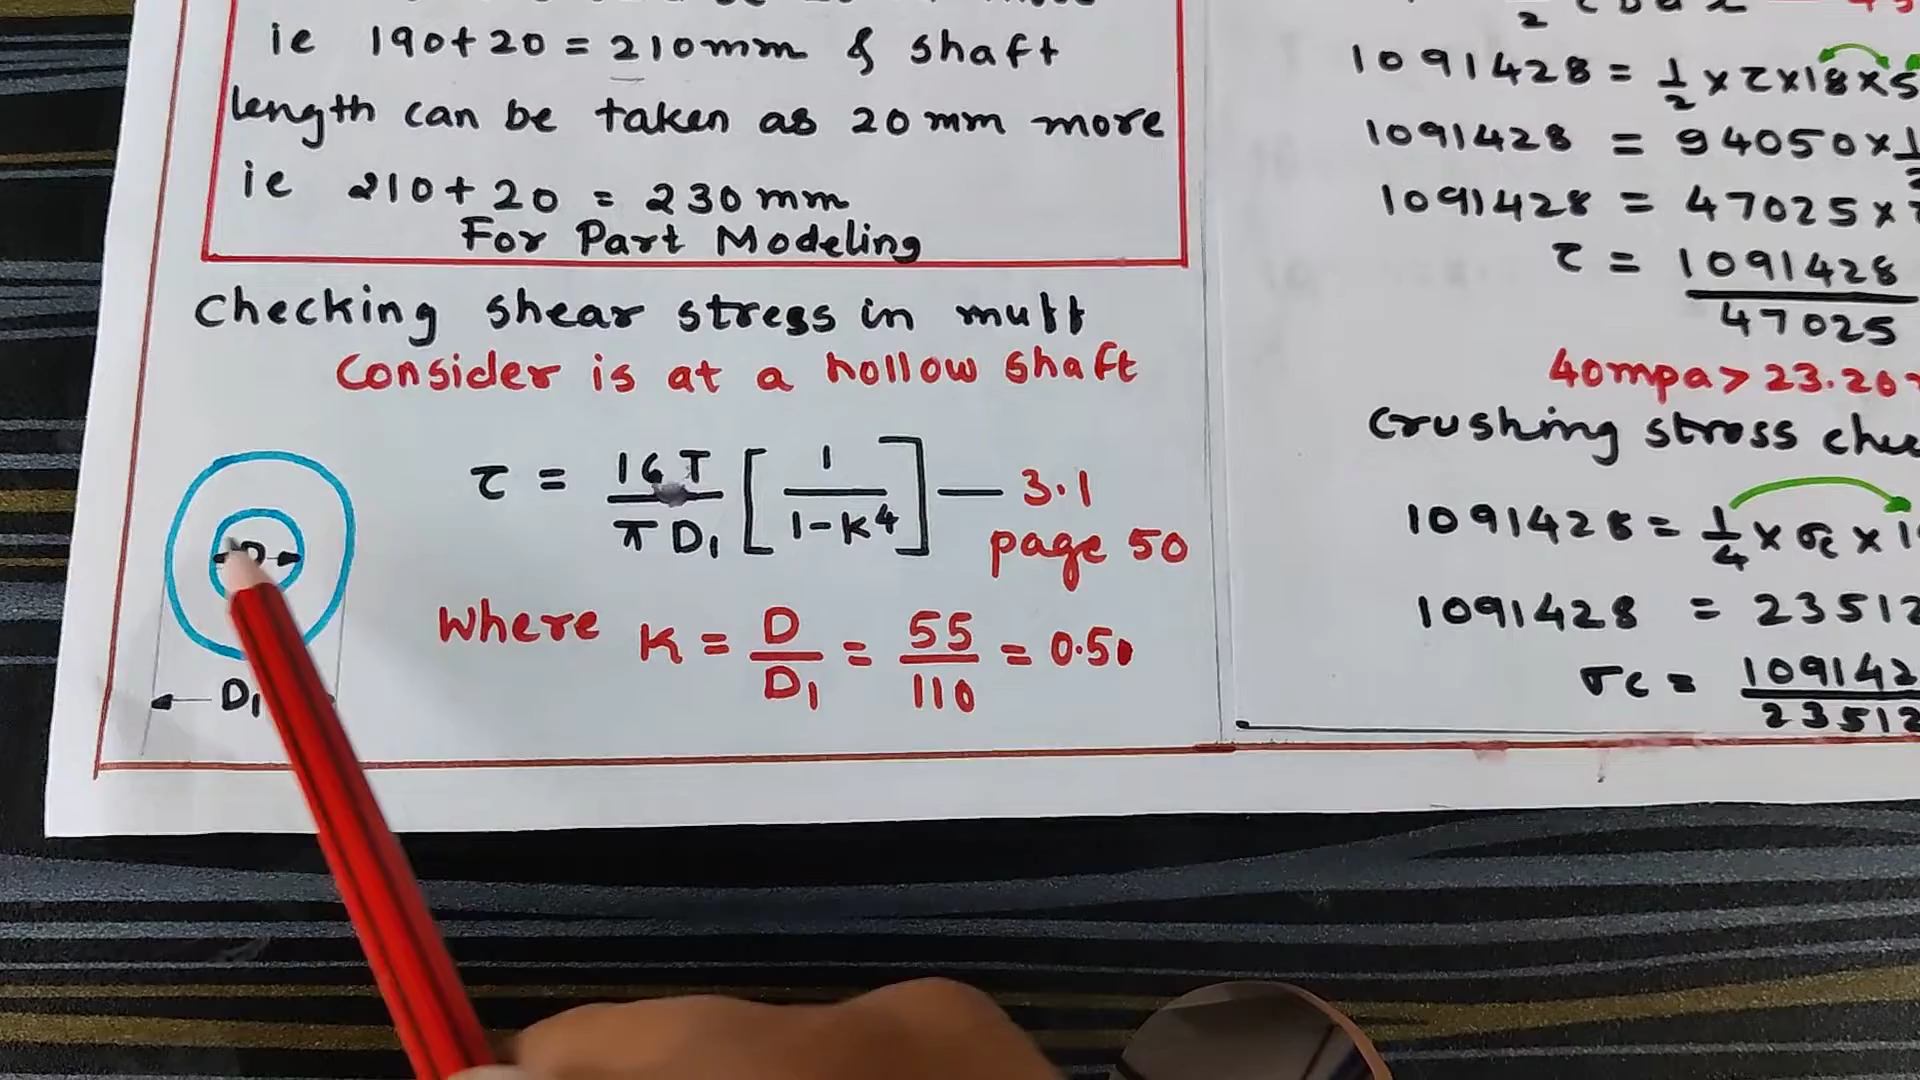 ie 190+20 = 210mm & shaft
length can be taken as 20mm more
ie 210+20 = 230mm
For Part Modeling
Checking shear stress in muff
Consider is at a hollow shaft
τ = 16T / πD₁ [ 1 / 1-K⁴ ] — 3.1
page 50
D₁
Where K = D / D₁ = 55 / 110 = 0.50
1091428 = 1/2 × τ × 18 × 5
1091428 = 94050 × 1/2
1091428 = 47025 ×
τ = 1091428 / 47025
40mpa > 23.20
Crushing stress che
1091428 = 1/4 × σc × 1
1091428 = 23512
σc = 109142 / 23512